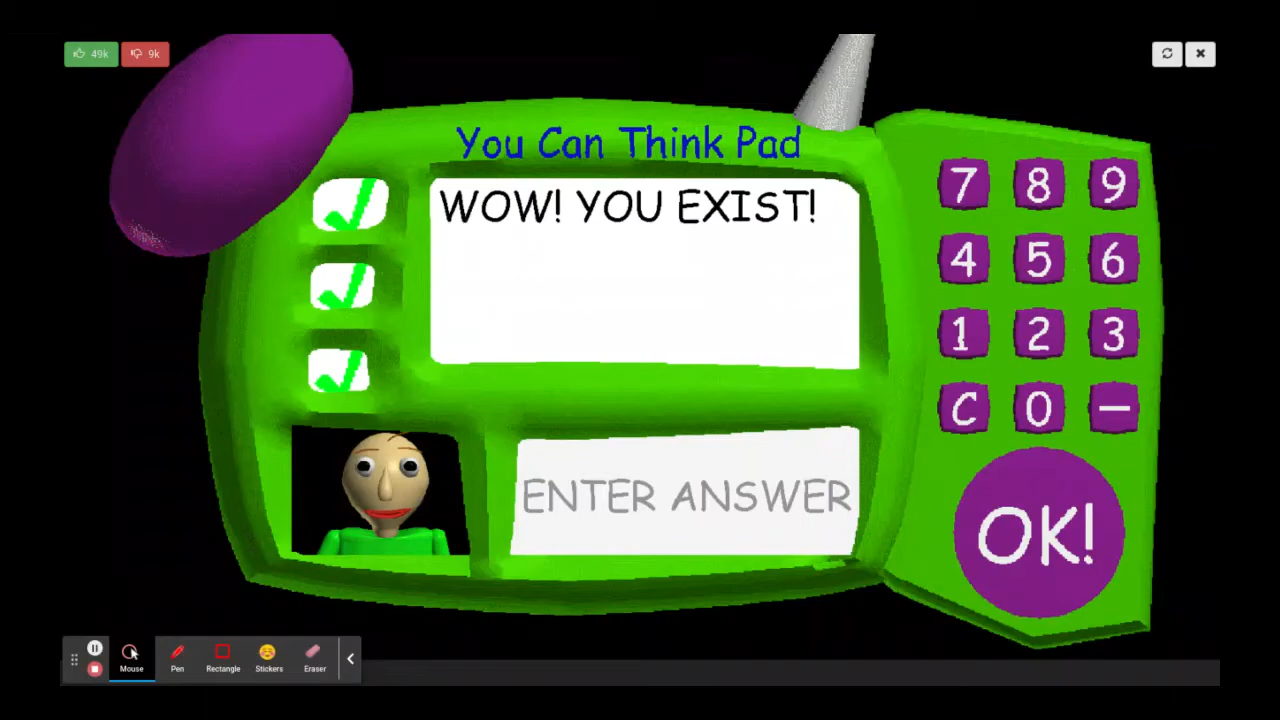 49k
9k
You Can Think Pad
WOW! YOU EXIST!
7 8 9
4 5 6
1 2 3
C 0 –
ENTER ANSWER
OK!
Mouse
Pen
Rectangle
Stickers
Eraser